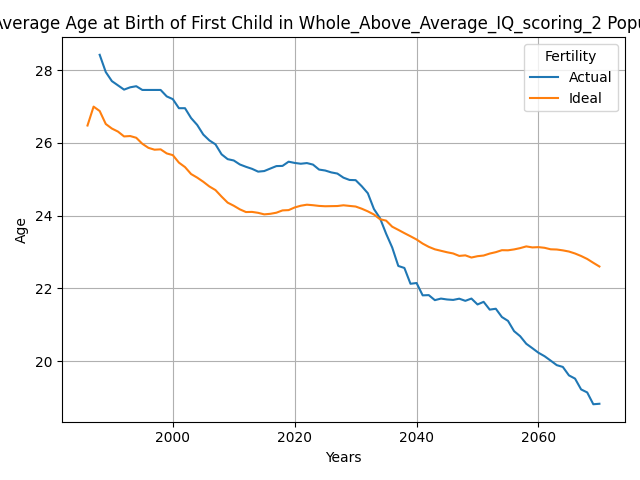 Average Age at Birth of First Child in Whole_Above_Average_IQ_scoring_2 Popu
Fertility
Actual
Ideal
28
26
24
22
20
Age
2000
2020
2040
2060
Years